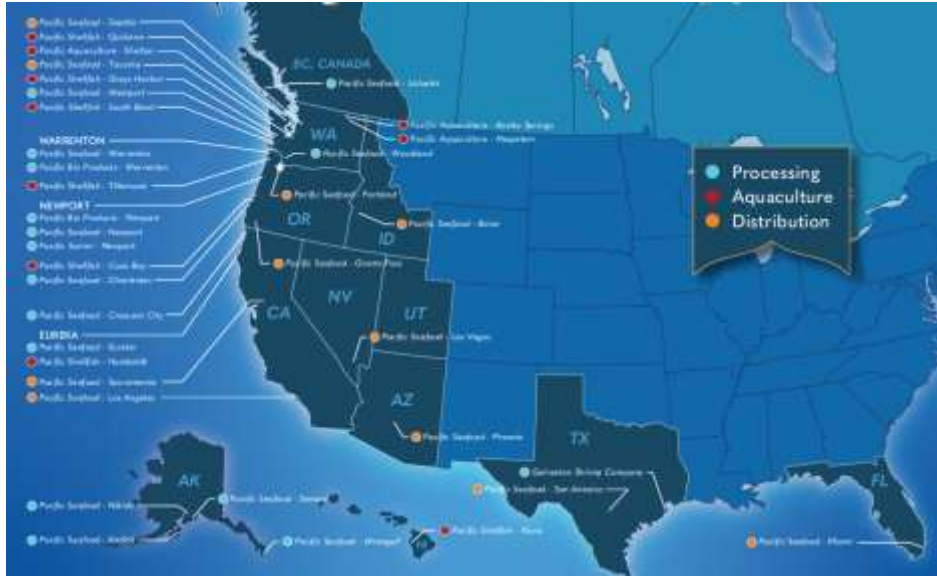 Pacific Seafood - Seattle
Pacific Shellfish - Quilcene
Pacific Aquaculture - Shelton
Pacific Seafood - Tacoma
Pacific Shellfish - Grays Harbor
Pacific Seafood - Westport
Pacific Shellfish - South Bend
WARRENTON
Pacific Seafood - Warrenton
Pacific Bio Products - Warrenton
Pacific Shellfish - Tillamook
NEWPORT
Pacific Bio Products - Newport
Pacific Seafood - Newport
Pacific Surimi - Newport
Pacific Shellfish - Coos Bay
Pacific Seafood - Charleston
Pacific Seafood - Crescent City
EUREKA
Pacific Seafood - Eureka
Pacific Shellfish - Humboldt
Pacific Seafood - Sacramento
Pacific Seafood - Los Angeles
BC, CANADA
Pacific Seafood -
Pacific Aquaculture -  Springs
Pacific Aquaculture - Nespelem
WA
Pacific Seafood - Woodland
Pacific Seafood - Portland
OR
Pacific Seafood - Boise
ID
Pacific Seafood - Grants Pass
NV
CA
UT
Pacific Seafood - Las Vegas
AZ
Pacific Seafood - Phoenix
Processing
Aquaculture
Distribution
TX
Galveston Shrimp Company
Pacific Seafood - San Antonio
FL
Pacific Seafood - Miami
AK
Pacific Seafood -
Pacific Seafood - Nikiski
Pacific Seafood - Kodiak
Pacific Seafood - Wrangell
Pacific Shellfish - Kona
HI